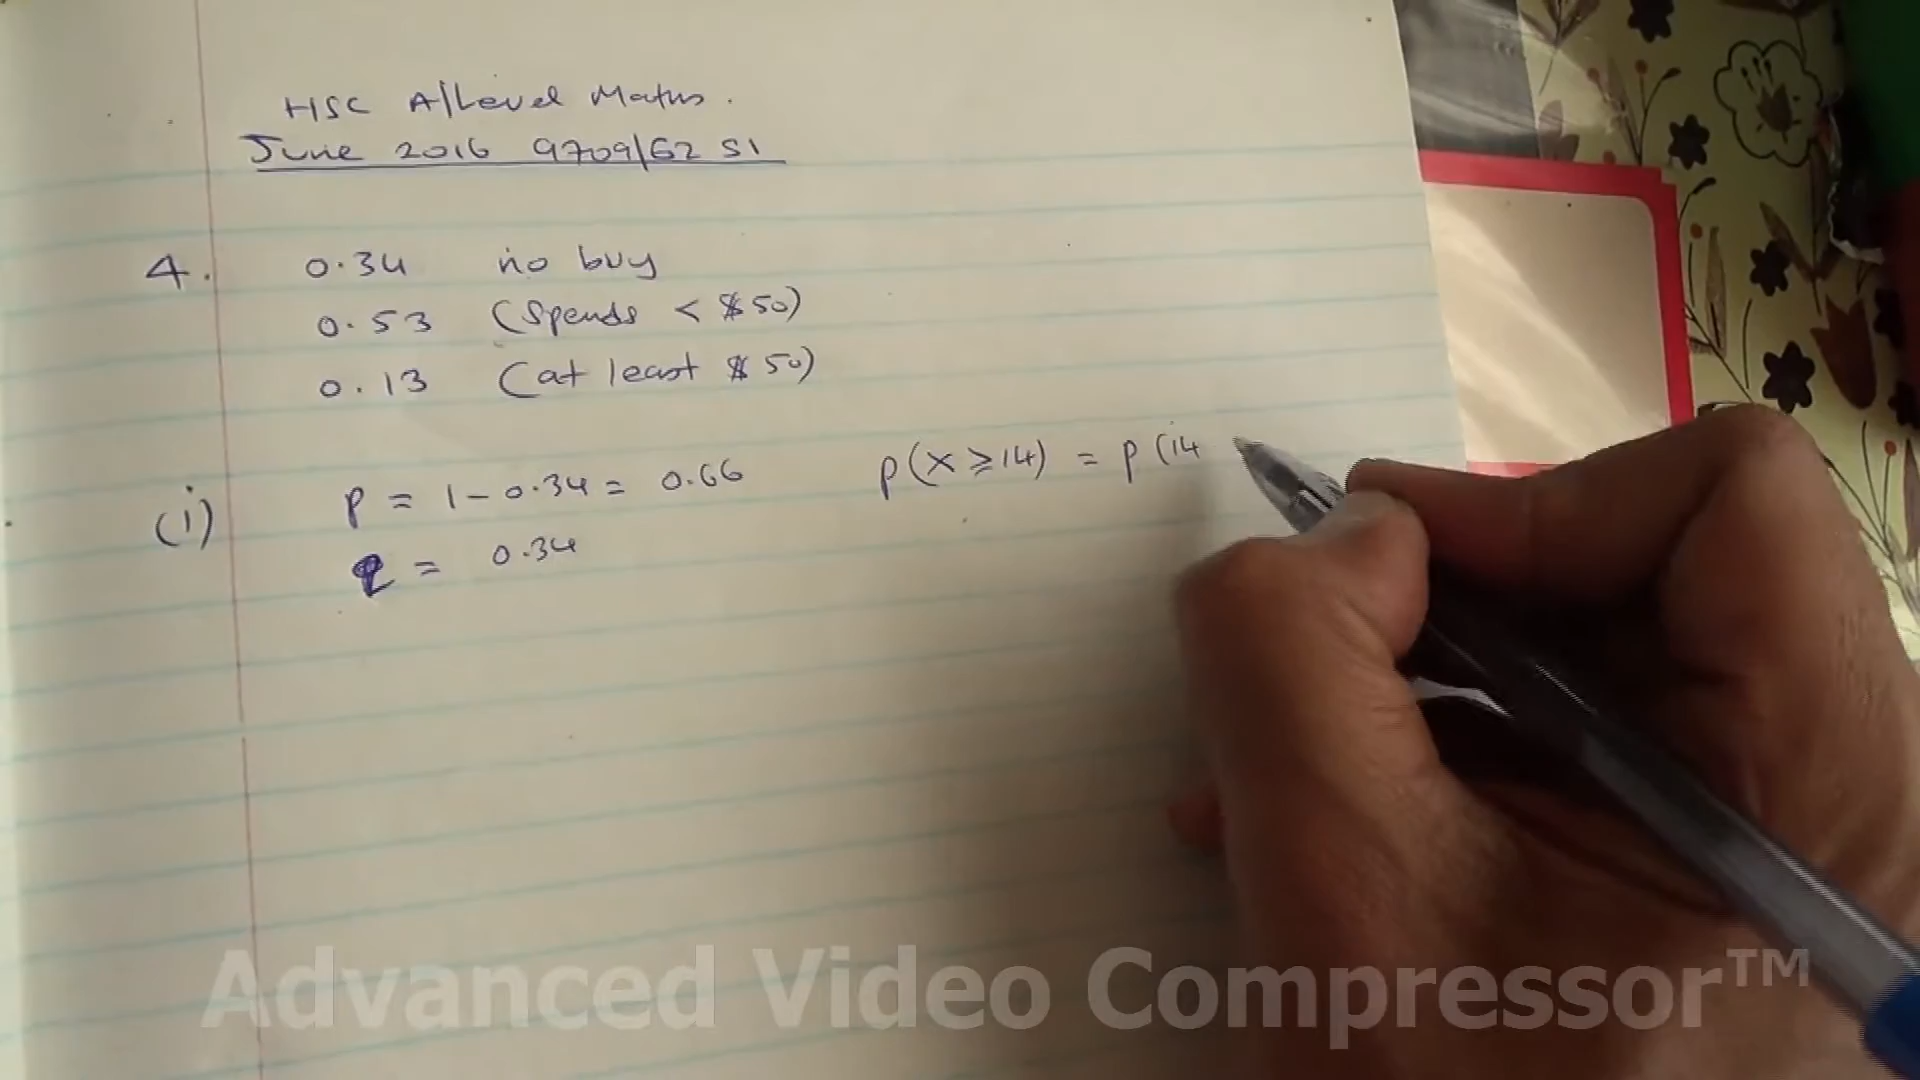 HSC A/Level Maths.
June 2016 9709/62 S1
4. 0.34 no buy
0.53 (Spends < $50)
0.13 (at least $50)
(i) p = 1 - 0.34 = 0.66 p(x ≥ 14) = p(14
q = 0.34
Advanced Video Compressor™